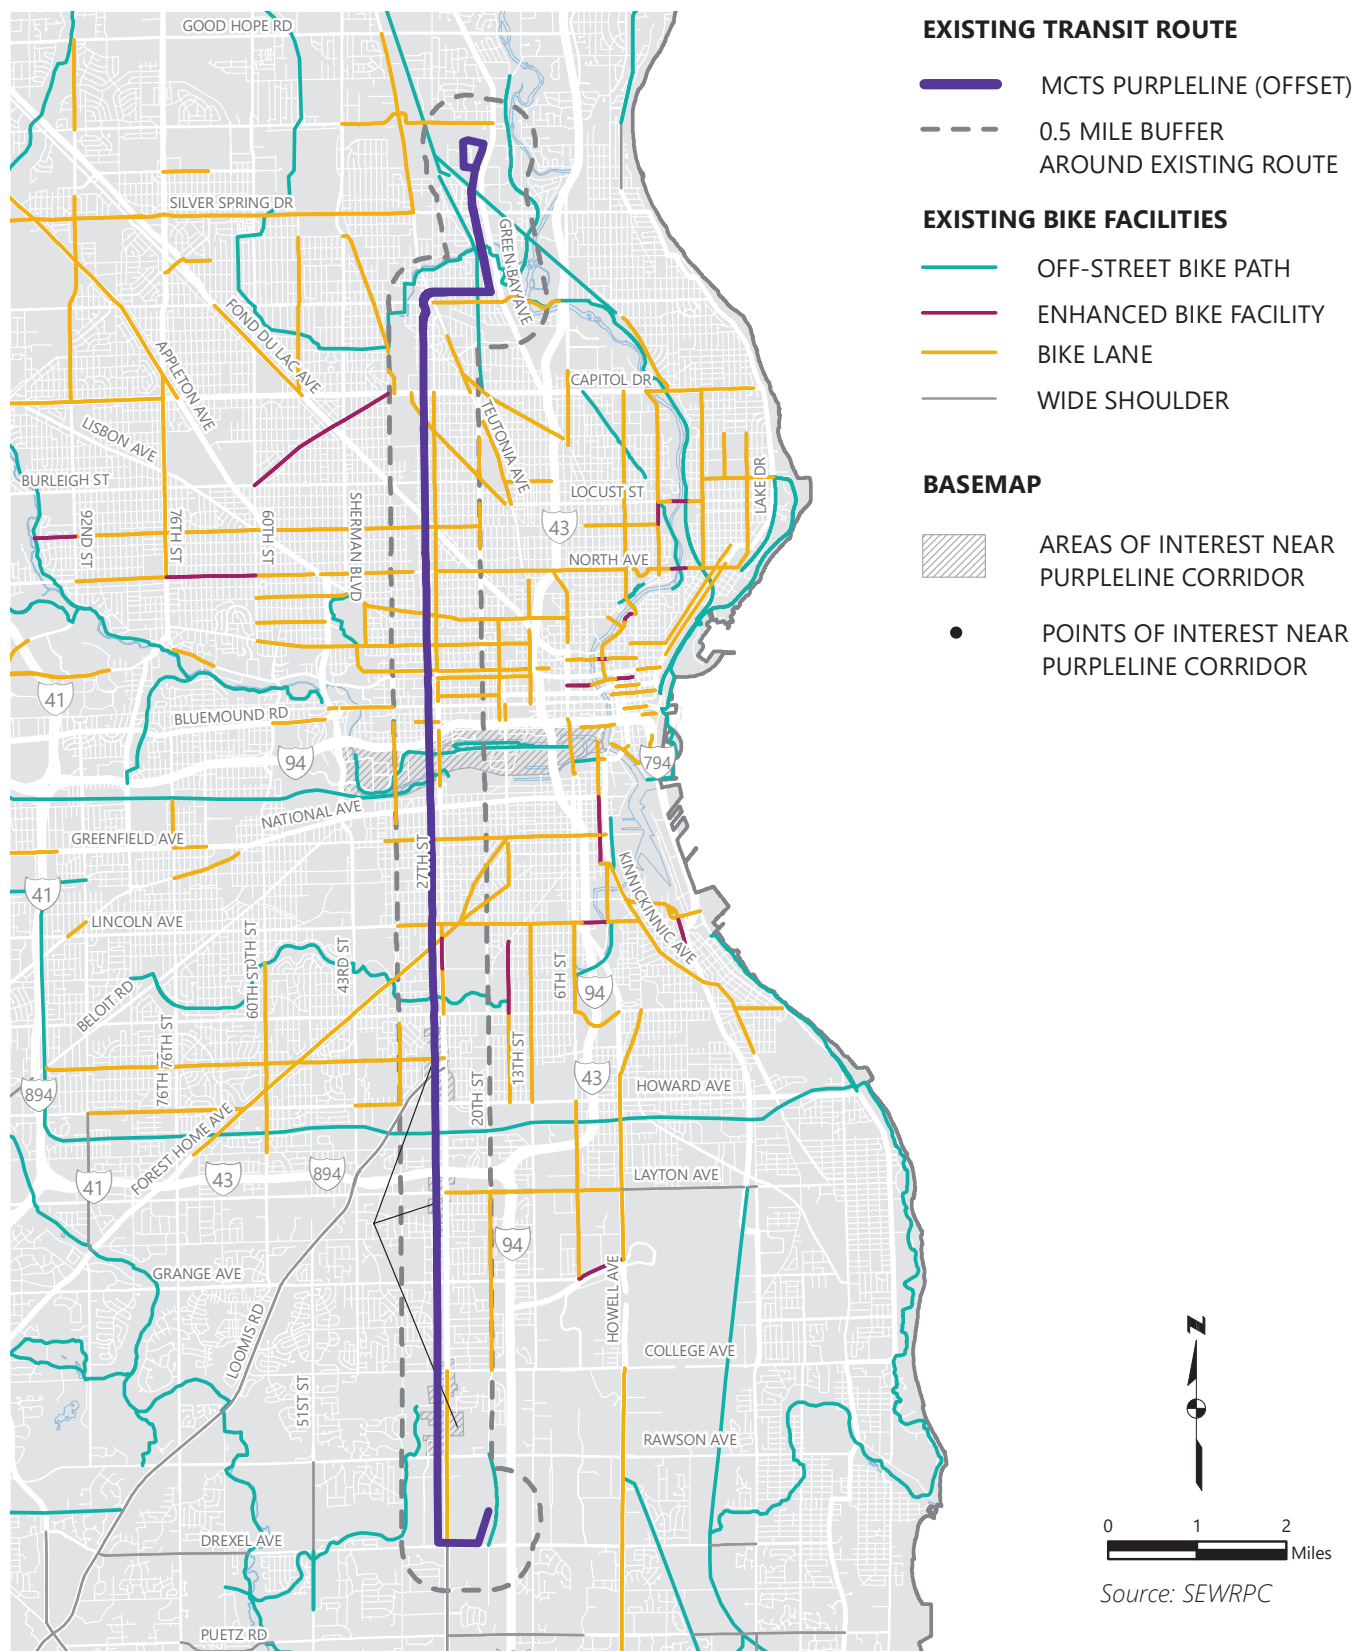 GOOD HOPE RD
SILVER SPRING DR
GREEN BAY AVE
FOND DU LAC AVE
APPLETON AVE
CAPITOL DR
LISBON AVE
TEUTONIA AVE
BURLEIGH ST
LOCUST ST
LAKE DR
92ND ST
76TH ST
60TH ST
SHERMAN BLVD
43
NORTH AVE
41
BLUEMOUND RD
94
794
NATIONAL AVE
GREENFIELD AVE
27TH ST
KINNICKINNIC AVE
41
LINCOLN AVE
60TH ST
60TH ST
43RD ST
6TH ST
94
BELOIT RD
76TH ST
76TH ST
13TH ST
20TH ST
43
HOWARD AVE
894
FOREST HOME AVE
41
43
894
LAYTON AVE
94
GRANGE AVE
HOWELL AVE
LOOMIS RD
COLLEGE AVE
51ST ST
RAWSON AVE
DREXEL AVE
PUETZ RD
EXISTING TRANSIT ROUTE
MCTS PURPLELINE (OFFSET)
0.5 MILE BUFFER
AROUND EXISTING ROUTE
EXISTING BIKE FACILITIES
OFF-STREET BIKE PATH
ENHANCED BIKE FACILITY
BIKE LANE
WIDE SHOULDER
BASEMAP
AREAS OF INTEREST NEAR
PURPLELINE CORRIDOR
POINTS OF INTEREST NEAR
PURPLELINE CORRIDOR
N
0 1 2
Miles
Source: SEWRPC